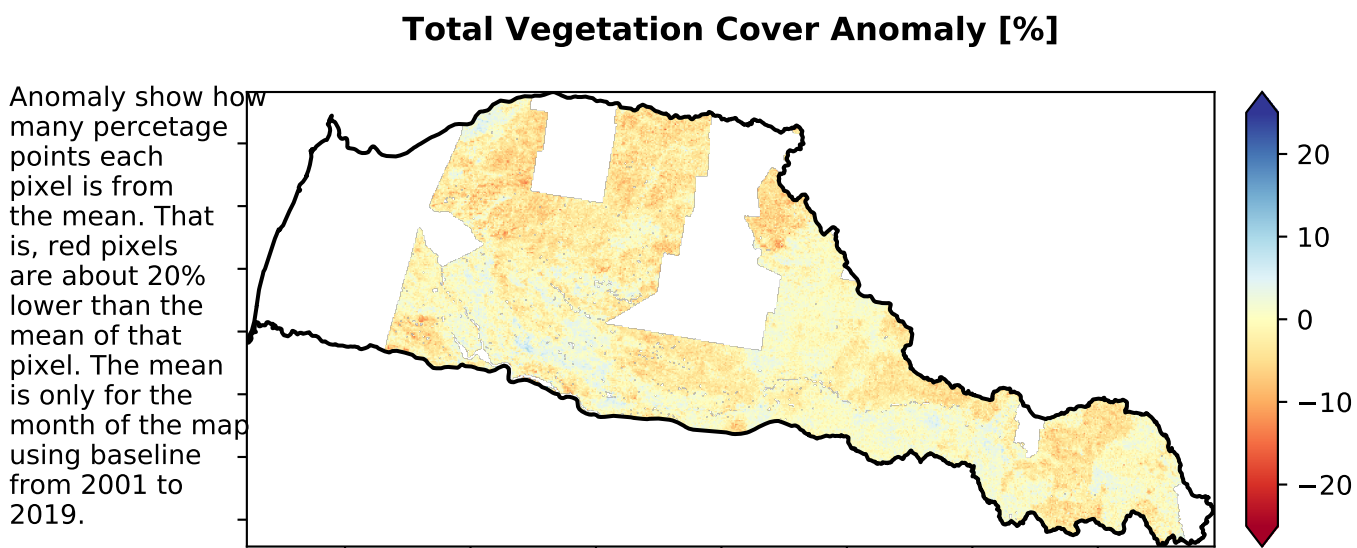 Total Vegetation Cover Anomaly [%]
Anomaly show how
many percetage
points each
pixel is from
the mean. That
is, red pixels
are about 20%
lower than the
mean of that
pixel. The mean
is only for the
month of the map
using baseline
from 2001 to
2019.
20
10
0
−10
−20